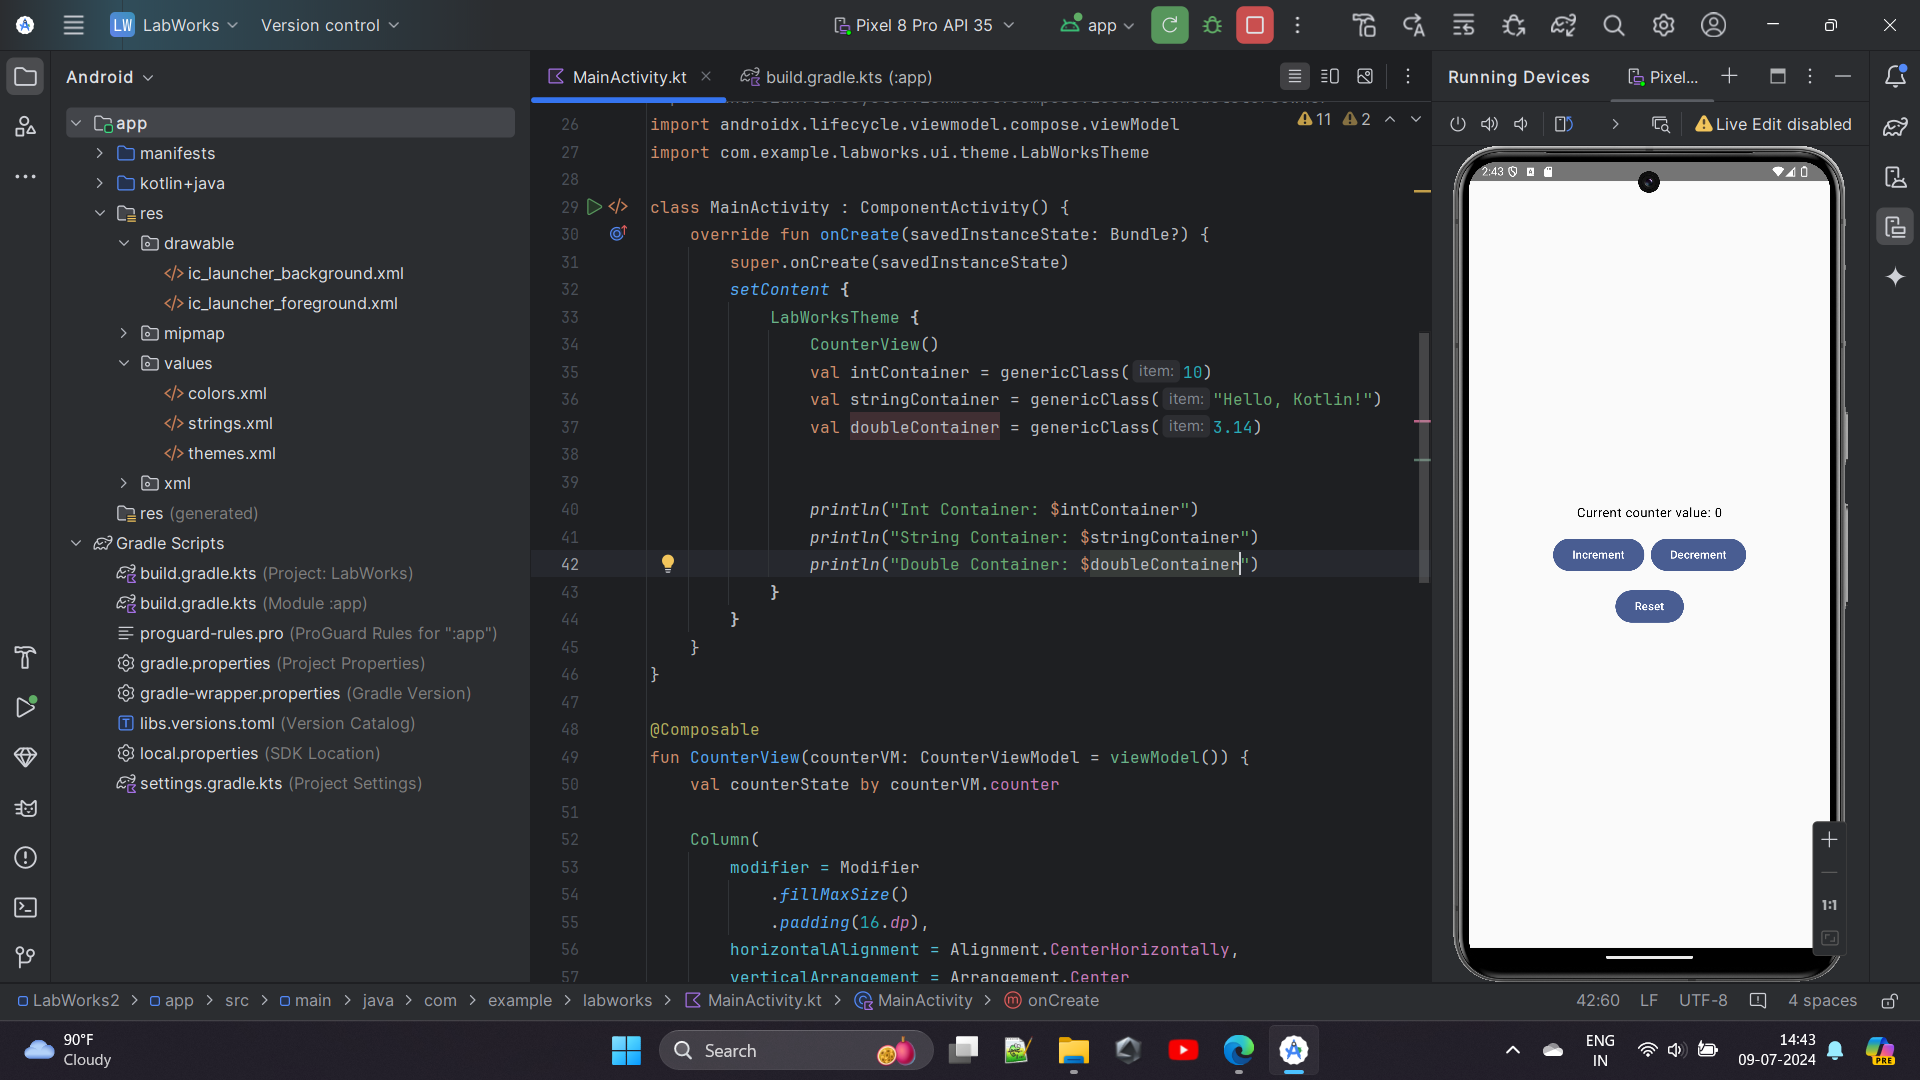 LW LabWorks Version control Pixel 8 Pro API 35 app
Android
MainActivity.kt build.gradle.kts (:app)
Running Devices Pixel...
app
manifests
kotlin+java
res
drawable
ic_launcher_background.xml
ic_launcher_foreground.xml
mipmap
values
colors.xml
strings.xml
themes.xml
xml
res (generated)
Gradle Scripts
build.gradle.kts (Project: LabWorks)
build.gradle.kts (Module :app)
proguard-rules.pro (ProGuard Rules for ":app")
gradle.properties (Project Properties)
gradle-wrapper.properties (Gradle Version)
libs.versions.toml (Version Catalog)
local.properties (SDK Location)
settings.gradle.kts (Project Settings)
11 2
26 import androidx.lifecycle.viewmodel.compose.viewModel
27 import com.example.labworks.ui.theme.LabWorksTheme
28
29 class MainActivity : ComponentActivity() {
30 override fun onCreate(savedInstanceState: Bundle?) {
31 super.onCreate(savedInstanceState)
32 setContent {
33 LabWorksTheme {
34 CounterView()
35 val intContainer = genericClass( item: 10)
36 val stringContainer = genericClass( item: "Hello, Kotlin!")
37 val doubleContainer = genericClass( item: 3.14)
38
39
40 println("Int Container: $intContainer")
41 println("String Container: $stringContainer")
42 println("Double Container: $doubleContainer")
43 }
44 }
45 }
46 }
47
48 @Composable
49 fun CounterView(counterVM: CounterViewModel = viewModel()) {
50 val counterState by counterVM.counter
51
52 Column(
53 modifier = Modifier
54 .fillMaxSize()
55 .padding(16.dp),
56 horizontalAlignment = Alignment.CenterHorizontally,
57 verticalArrangement = Arrangement.Center
Live Edit disabled
2:43
Current counter value: 0
Increment Decrement
Reset
1:1
LabWorks2 > app > src > main > java > com > example > labworks > MainActivity.kt > MainActivity > onCreate
42:60 LF UTF-8 4 spaces
90°F
Cloudy
Search
ENG
IN
14:43
09-07-2024
PRE